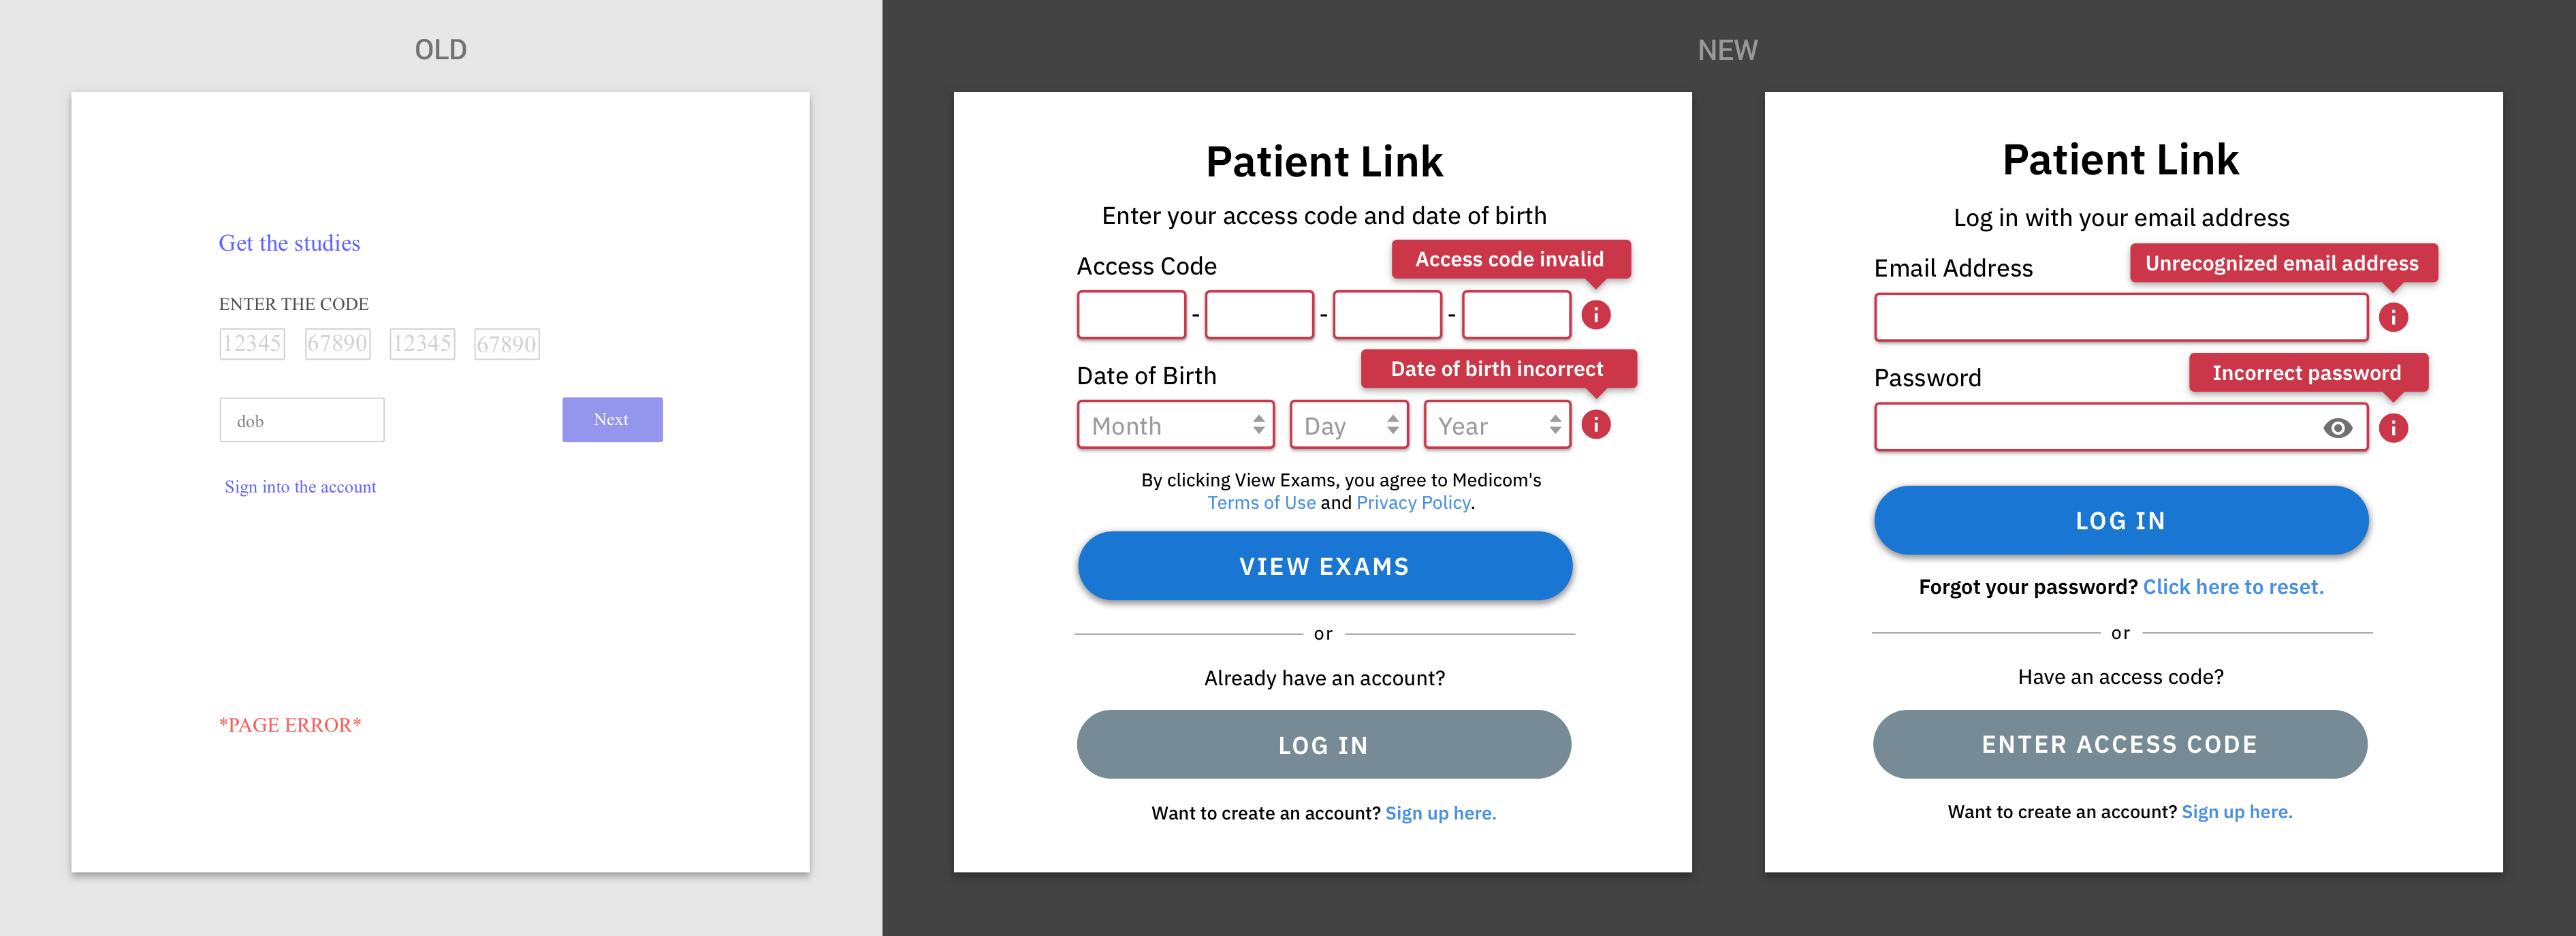 OLD
Get the studies
ENTER THE CODE
12345 67890 12345 67890
dob
Next
Sign into the account
*PAGE ERROR*
NEW
Patient Link
Enter your access code and date of birth
Access code invalid
Access Code
- - -
Date of birth incorrect
Date of Birth
Month Day Year
By clicking View Exams, you agree to Medicom's
Terms of Use and Privacy Policy.
VIEW EXAMS
or
Already have an account?
LOG IN
Want to create an account? Sign up here.
Patient Link
Log in with your email address
Unrecognized email address
Email Address
Incorrect password
Password
LOG IN
Forgot your password? Click here to reset.
or
Have an access code?
ENTER ACCESS CODE
Want to create an account? Sign up here.